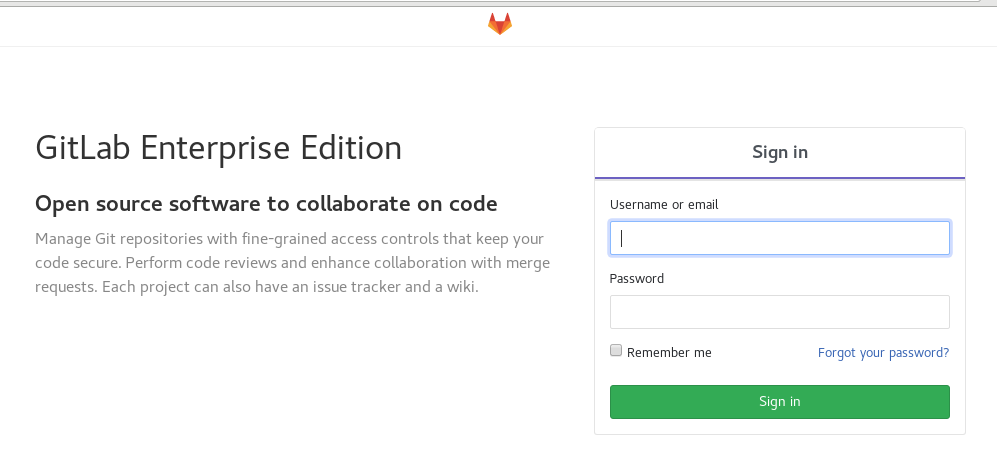 GitLab Enterprise Edition
Open source software to collaborate on code
Manage Git repositories with fine-grained access controls that keep your
code secure. Perform code reviews and enhance collaboration with merge
requests. Each project can also have an issue tracker and a wiki.
Sign in
Username or email
Password
Remember me
Forgot your password?
Sign in